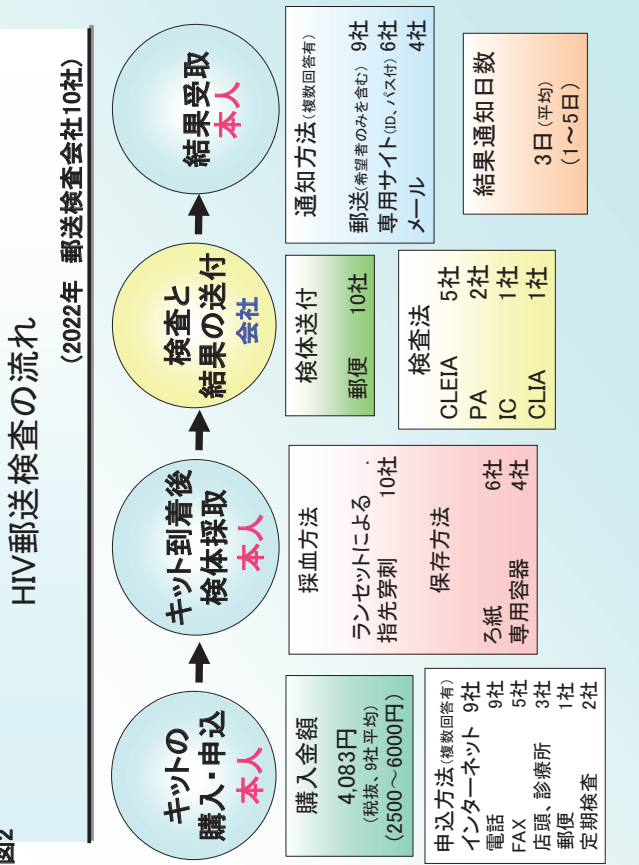 図2
HIV郵送検査の流れ
(2022年 郵送検査会社10社)
キットの
購入・申込
本人
キット到着後
検体採取
本人
検査と
結果の送付
会社
結果受取
本人
購入金額
4,083円
(税抜、9社平均)
(2500～6000円)
申込方法(複数回答有)
インターネット 9社
電話 9社
FAX 5社
店頭、診療所 3社
郵便 1社
定期検査 2社
採血方法
ランセットによる
指先穿刺 10社
保存方法
ろ紙 6社
専用容器 4社
検体送付
郵便 10社
検査法
CLEIA 5社
PA 2社
IC 1社
CLIA 1社
通知方法(複数回答有)
郵送(希望者のみを含む) 9社
専用サイト(ID、パス付) 6社
メール 4社
結果通知日数
3日(平均)
(1～5日)